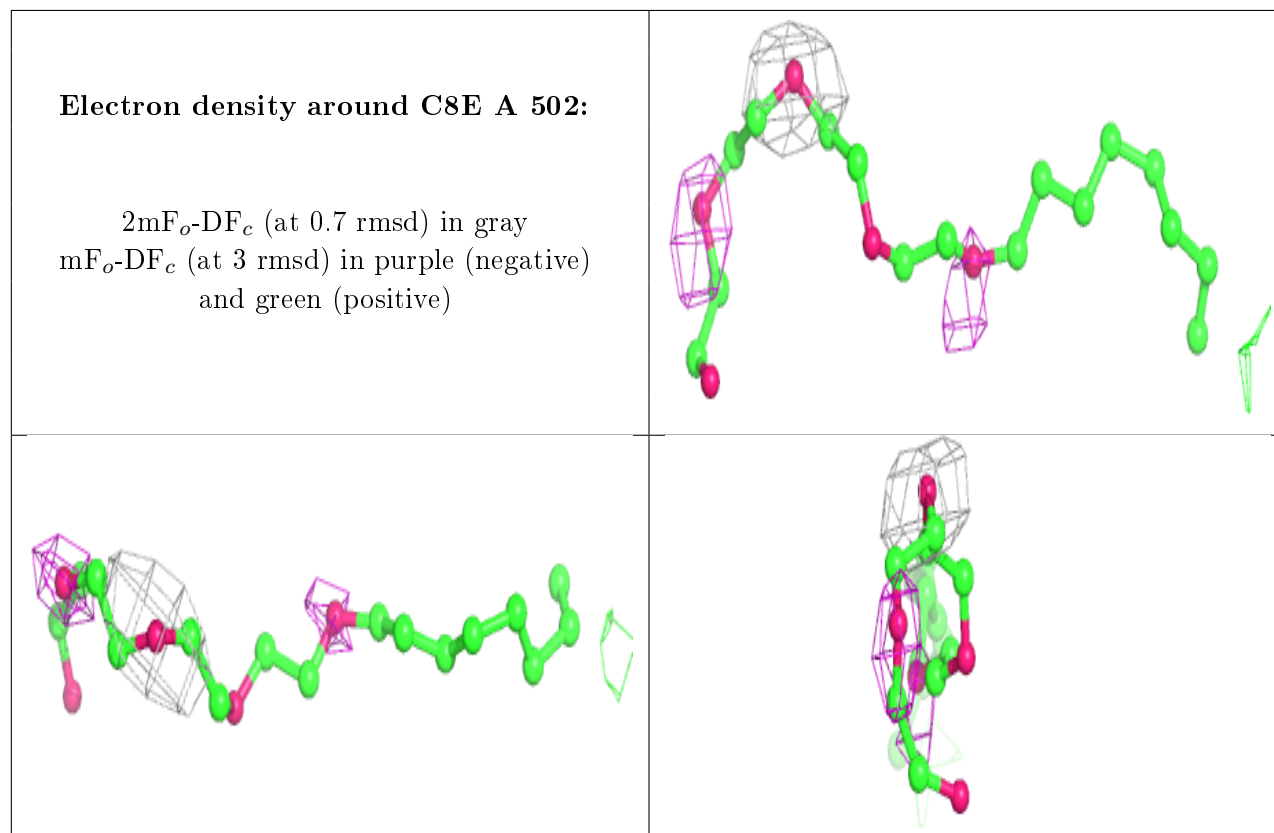 Electron density around C8E A 502:
2mFo-DFc (at 0.7 rmsd) in gray
mFo-DFc (at 3 rmsd) in purple (negative)
and green (positive)